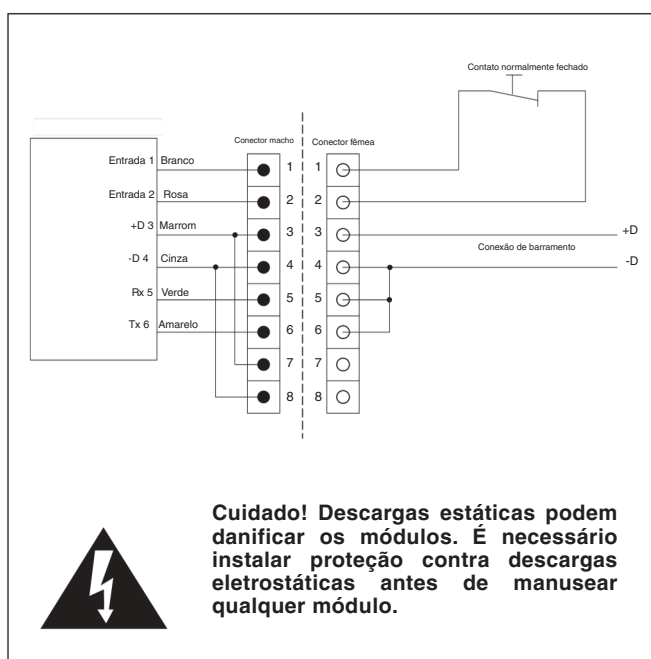 Contato normalmente fechado
Conector macho
Conector fêmea
Entrada 1 Branco 1 1
Entrada 2 Rosa 2 2
+D 3 Marrom 3 3 +D
Conexão de barramento
-D 4 Cinza 4 4 -D
Rx 5 Verde 5 5
Tx 6 Amarelo 6 6
7 7
8 8
Cuidado! Descargas estáticas podem
danificar os módulos. É necessário
instalar proteção contra descargas
eletrostáticas antes de manusear
qualquer módulo.